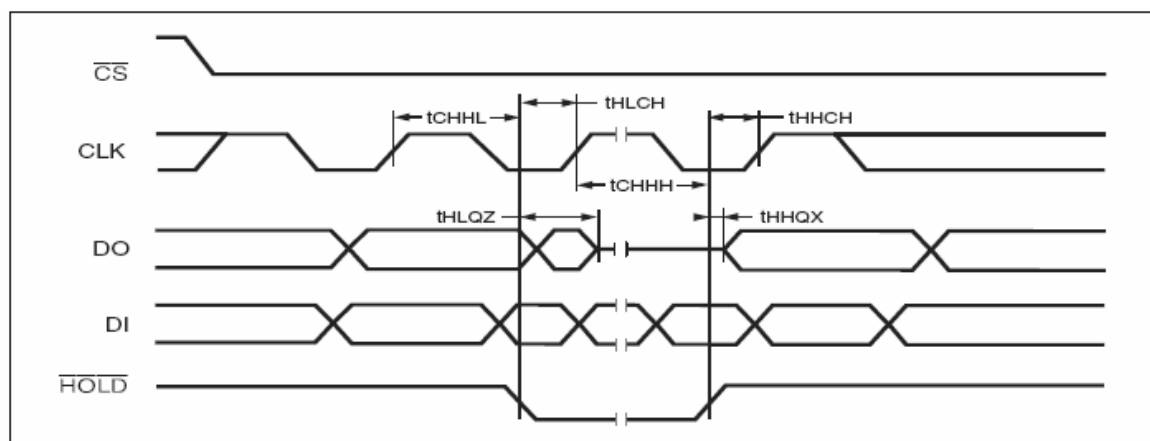 CS
tHLCH
tCHHL
tHHCH
CLK
tCHHH
tHLQZ
tHHQX
DO
DI
HOLD